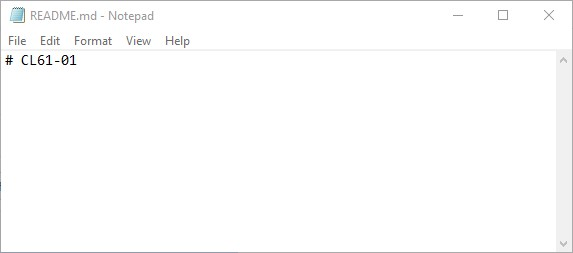 README.md - Notepad
File Edit Format View Help
# CL61-01